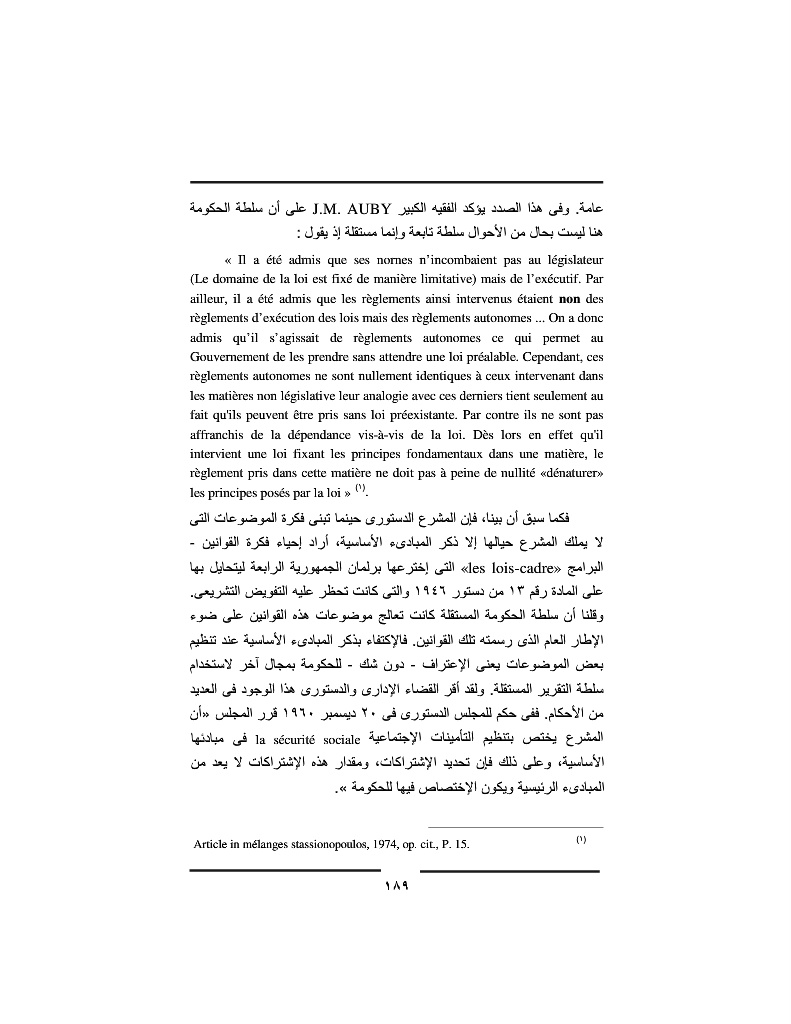 عامة. وفى هذا الصدد يؤكد الفقيه الكبير J.M. AUBY على أن سلطة الحكومة
هنا ليست بحال من الأحوال سلطة تابعة وإنما مستقلة إذ يقول :
« Il a été admis que ses nornes n’incombaient pas au législateur
(Le domaine de la loi est fixé de manière limitative) mais de l’exécutif. Par
ailleur, il a été admis que les règlements ainsi intervenus étaient non des
règlements d’exécution des lois mais des règlements autonomes ... On a donc
admis qu’il s’agissait de règlements autonomes ce qui permet au
Gouvernement de les prendre sans attendre une loi préalable. Cependant, ces
règlements autonomes ne sont nullement identiques à ceux intervenant dans
les matières non législative leur analogie avec ces derniers tient seulement au
fait qu'ils peuvent être pris sans loi préexistante. Par contre ils ne sont pas
affranchis de la dépendance vis-à-vis de la loi. Dès lors en effet qu'il
intervient une loi fixant les principes fondamentaux dans une matière, le
règlement pris dans cette matière ne doit pas à peine de nullité «dénaturer»
les principes posés par la loi » (١).
فكما سبق أن بينا، فإن المشرع الدستورى حينما تبنى فكرة الموضوعات التى
لا يملك المشرع حيالها إلا ذكر المبادىء الأساسية، أراد إحياء فكرة القوانين -
البرامج «les lois-cadre» التى إخترعها برلمان الجمهورية الرابعة ليتحايل بها
على المادة رقم ١٣ من دستور ١٩٤٦ والتى كانت تحظر عليه التفويض التشريعى.
وقلنا أن سلطة الحكومة المستقلة كانت تعالج موضوعات هذه القوانين على ضوء
الإطار العام الذى رسمته تلك القوانين. فالإكتفاء بذكر المبادىء الأساسية عند تنظيم
بعض الموضوعات يعنى الإعتراف - دون شك - للحكومة بمجال آخر لاستخدام
سلطة التقرير المستقلة. ولقد أقر القضاء الإدارى والدستورى هذا الوجود فى العديد
من الأحكام. ففى حكم للمجلس الدستورى فى ٢٠ ديسمبر ١٩٦٠ قرر المجلس «أن
المشرع يختص بتنظيم التأمينات الإجتماعية la sécurité sociale فى مبادئها
الأساسية، وعلى ذلك فإن تحديد الإشتراكات، ومقدار هذه الإشتراكات لا يعد من
المبادىء الرئيسية ويكون الإختصاص فيها للحكومة ».
(١) Article in mélanges stassionopoulos, 1974, op. cit., P. 15.
١٨٩